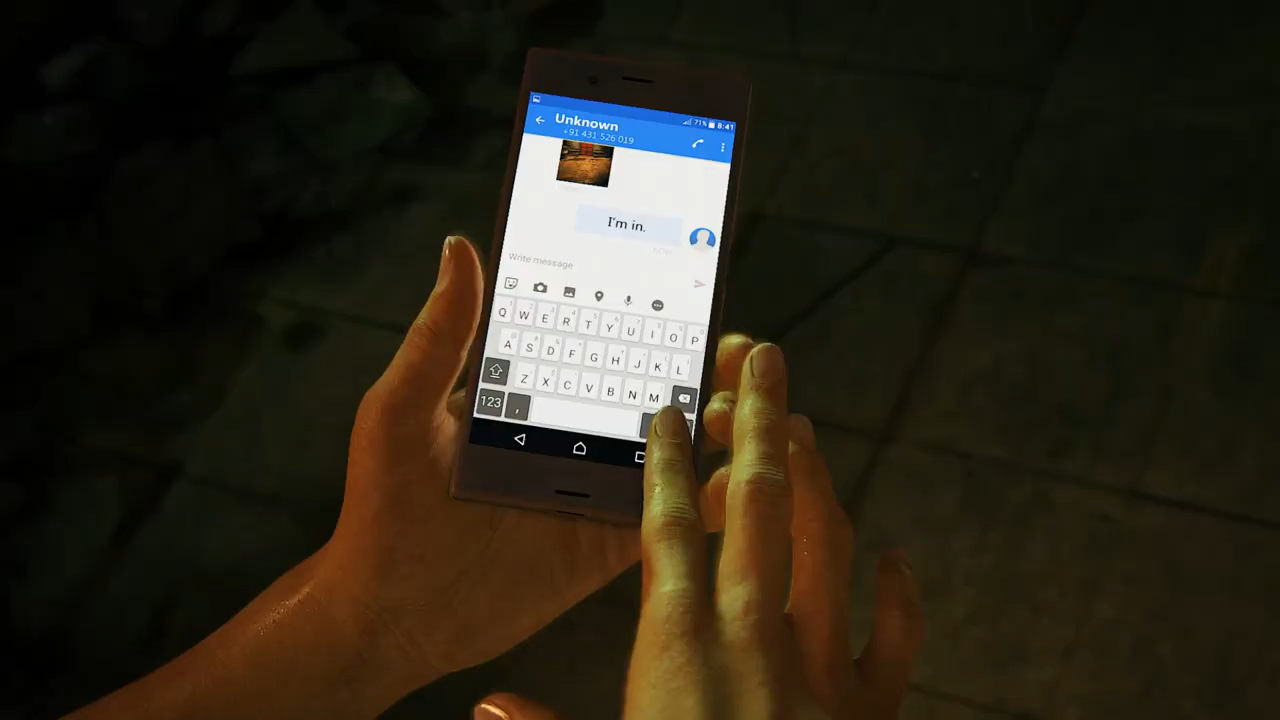 71% 8:41
Unknown
+91 431 526 019
I'm in.
Write message
Q W E R T Y U I O P
A S D F G H J K L
Z X C V B N M
123 ,